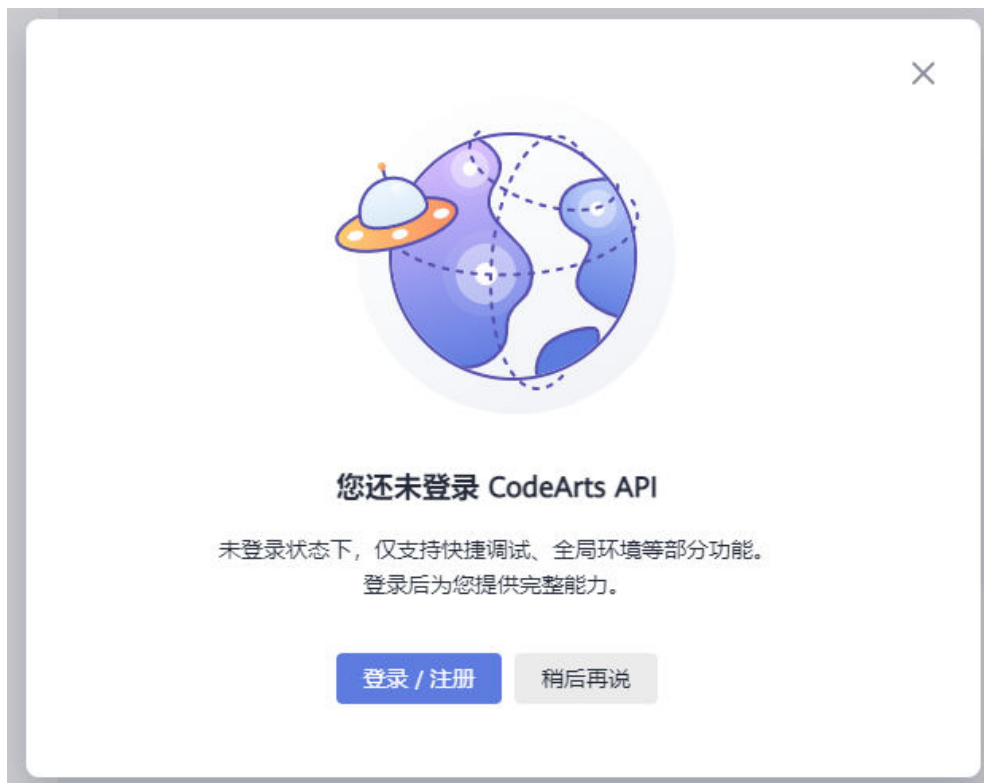 您还未登录 CodeArts API
未登录状态下，仅支持快捷调试、全局环境等部分功能。
登录后为您提供完整能力。
登录 / 注册
稍后再说